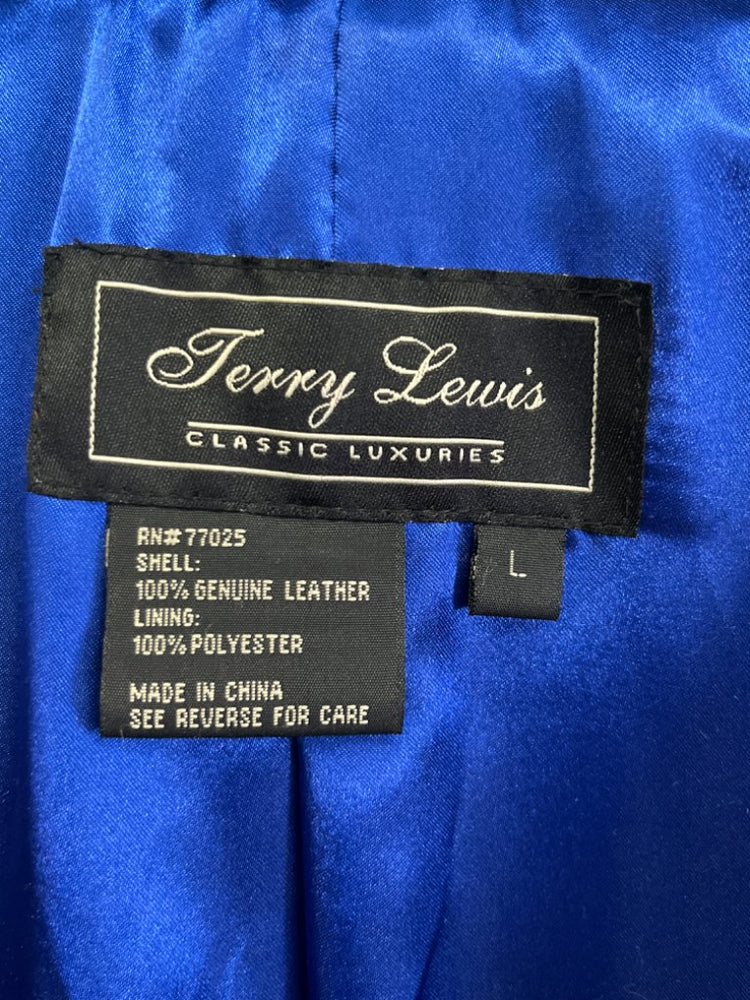 Terry Lewis
CLASSIC LUXURIES
RN# 77025
SHELL:
100% GENUINE LEATHER
LINING:
100% POLYESTER
MADE IN CHINA
SEE REVERSE FOR CARE
L